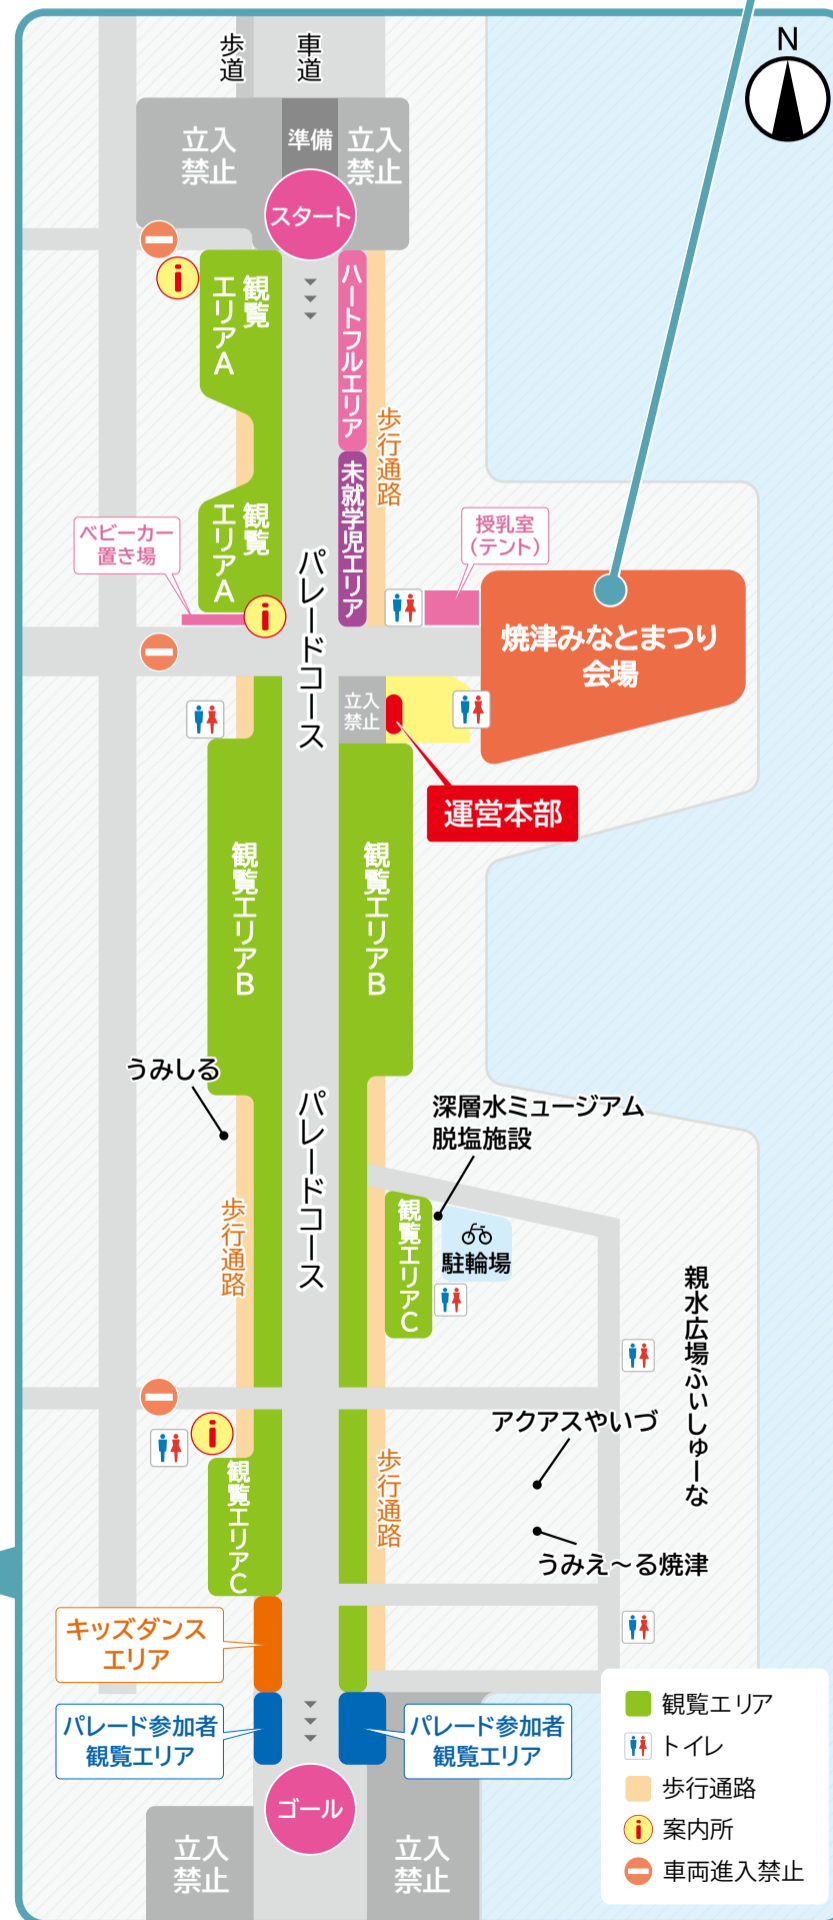 N
歩道
車道
立入
禁止
準備
立入
禁止
スタート
i
観覧
エリアA
ハートフルエリア
歩行通路
未就学児エリア
観覧
エリアA
ベビーカー
置き場
授乳室
（テント）
i
パレードコース
焼津みなとまつり
会場
立入
禁止
運営本部
観覧エリアB
観覧エリアB
うみしる
パレードコース
深層水ミュージアム
脱塩施設
歩行通路
観覧エリアC
駐輪場
親水広場ふぃしゅーな
i
アクアスやいづ
歩行通路
観覧エリアC
うみえ〜る焼津
キッズダンス
エリア
パレード参加者
観覧エリア
パレード参加者
観覧エリア
ゴール
立入
禁止
立入
禁止
観覧エリア
トイレ
歩行通路
i 案内所
車両進入禁止